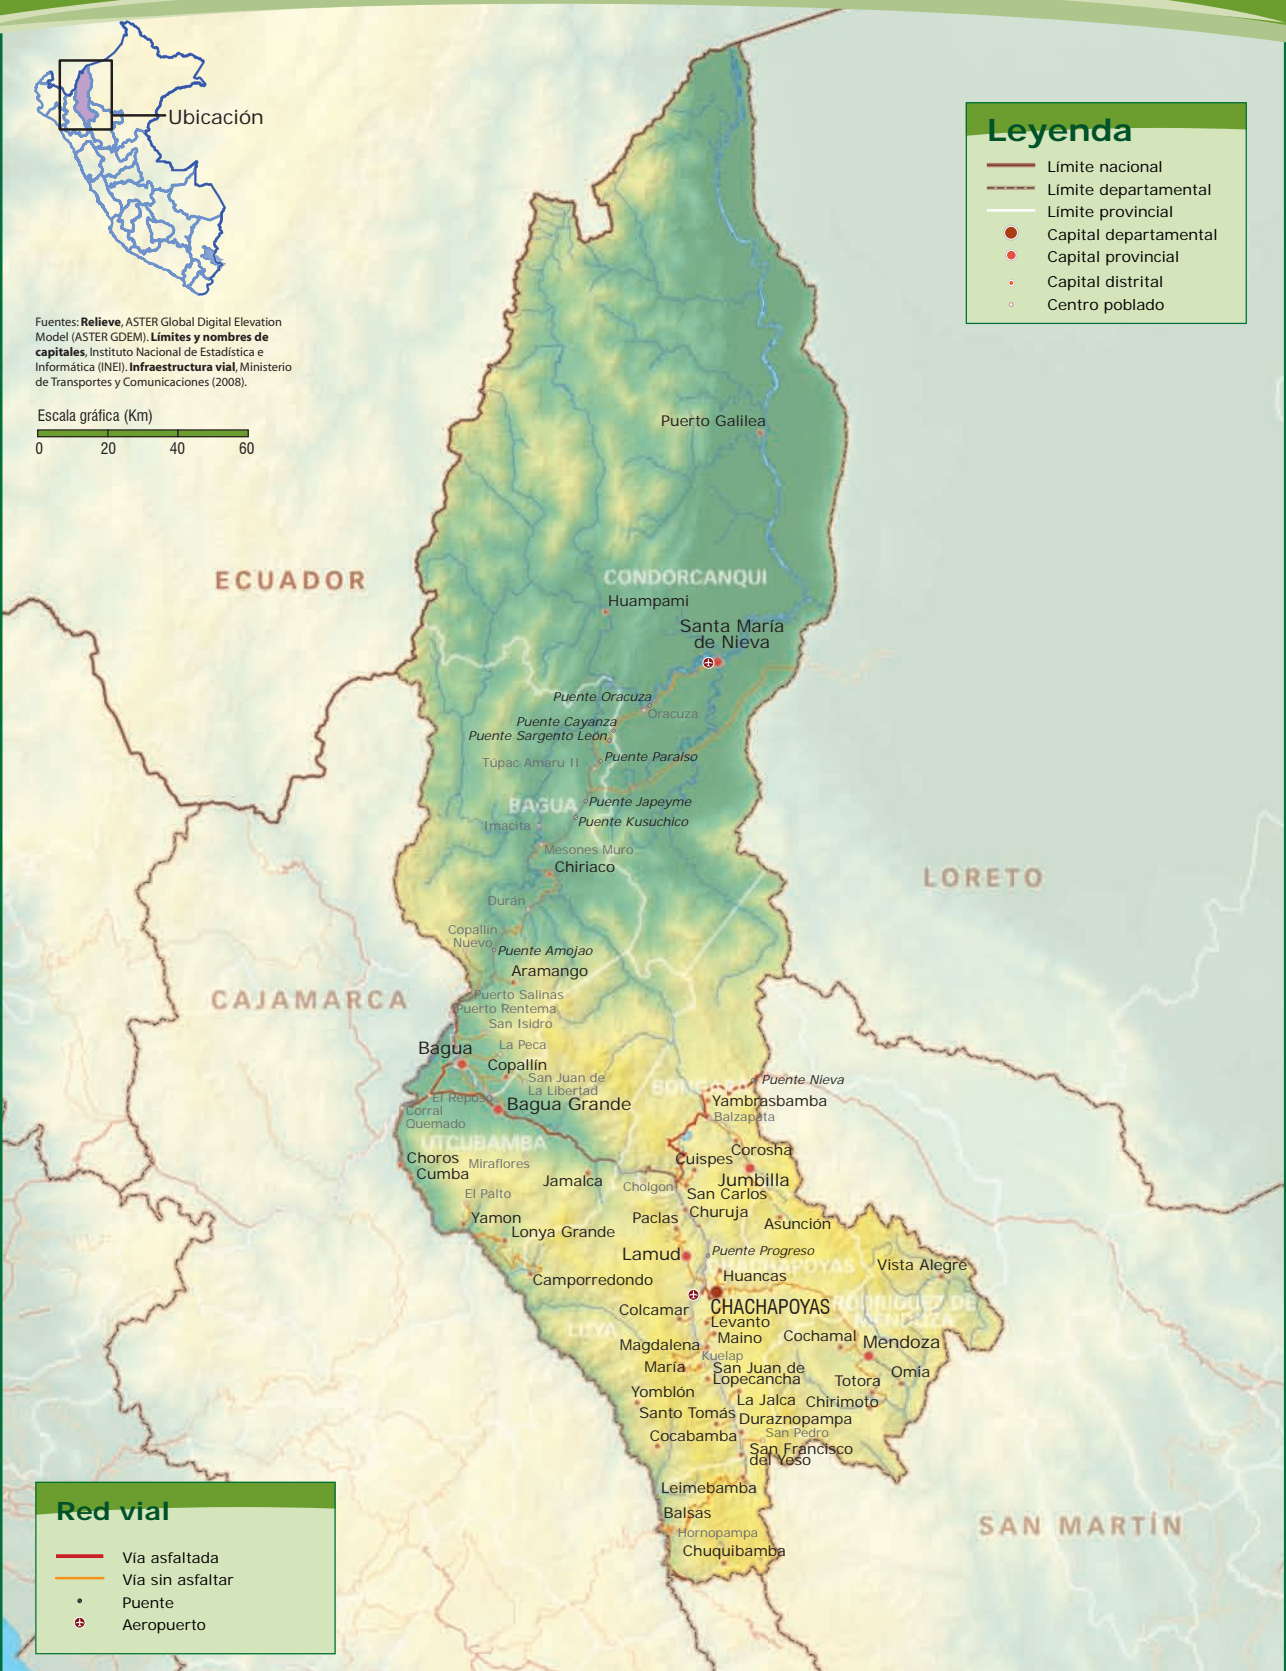 Ubicación
Leyenda
Límite nacional
Límite departamental
Límite provincial
Capital departamental
Capital provincial
Capital distrital
Centro poblado
Fuentes: Relieve, ASTER Global Digital Elevation
Model (ASTER GDEM). Límites y nombres de
capitales, Instituto Nacional de Estadística e
Informática (INEI). Infraestructura vial, Ministerio
de Transportes y Comunicaciones (2008).
Escala gráfica (Km)
0 20 40 60
Puerto Galilea
ECUADOR
CONDORCANQUI
Huampami
Santa María
de Nieva
Puente Oracuza
Oracuza
Puente Cayanza
Puente Sargento León
Puente Paraiso
Túpac Amaru II
Puente Japeyme
BAGUA
Puente Kusuchico
Imacita
Mesones Muro
Chiriaco
LORETO
Durán
Copallín
Nuevo
Puente Amojao
Aramango
Puerto Salinas
CAJAMARCA
Puerto Rentema
San Isidro
La Peca
Bagua
Copallín
San Juan de
La Libertad
Puente Nieva
El Reposo
Bagua Grande
Yambrasbamba
Corral
Quemado
Balzapata
UTCUBAMBA
Corosha
Choros
Cuispes
Miraflores
Cumba
Jamalca
Jumbilla
Cholgon
San Carlos
El Palto
Churuja
Yamon
Paclas
Asunción
Lonya Grande
Lamud
Puente Progreso
CHACHAPOYAS
Vista Alegre
Huancas
Camporredondo
CHACHAPOYAS
RODRIGUEZ DE
MENDOZA
Colcamar
Levanto
LUYA
Maino
Cochamal
Mendoza
Magdalena
Kuelap
María
San Juan de
Lopecancha
Omia
Totora
Yomblón
La Jalca
Chirimoto
Santo Tomás
Duraznopampa
San Pedro
Cocabamba
San Francisco
del Yeso
Leimebamba
Balsas
Hornopampa
SAN MARTÍN
Chuquibamba
Red vial
Vía asfaltada
Vía sin asfaltar
Puente
Aeropuerto